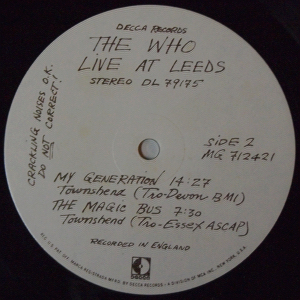 DECCA RECORDS
THE WHO
LIVE AT LEEDS
STEREO DL 79175
CRACKLING NOISES O.K.
DO NOT CORRECT!
SIDE 2
MG 712421
MY GENERATION 14:27
Townshend (Tro-Devon BMI)
THE MAGIC BUS 7:30
Townshend (Tro-Essex ASCAP)
RECORDED IN ENGLAND
DECCA